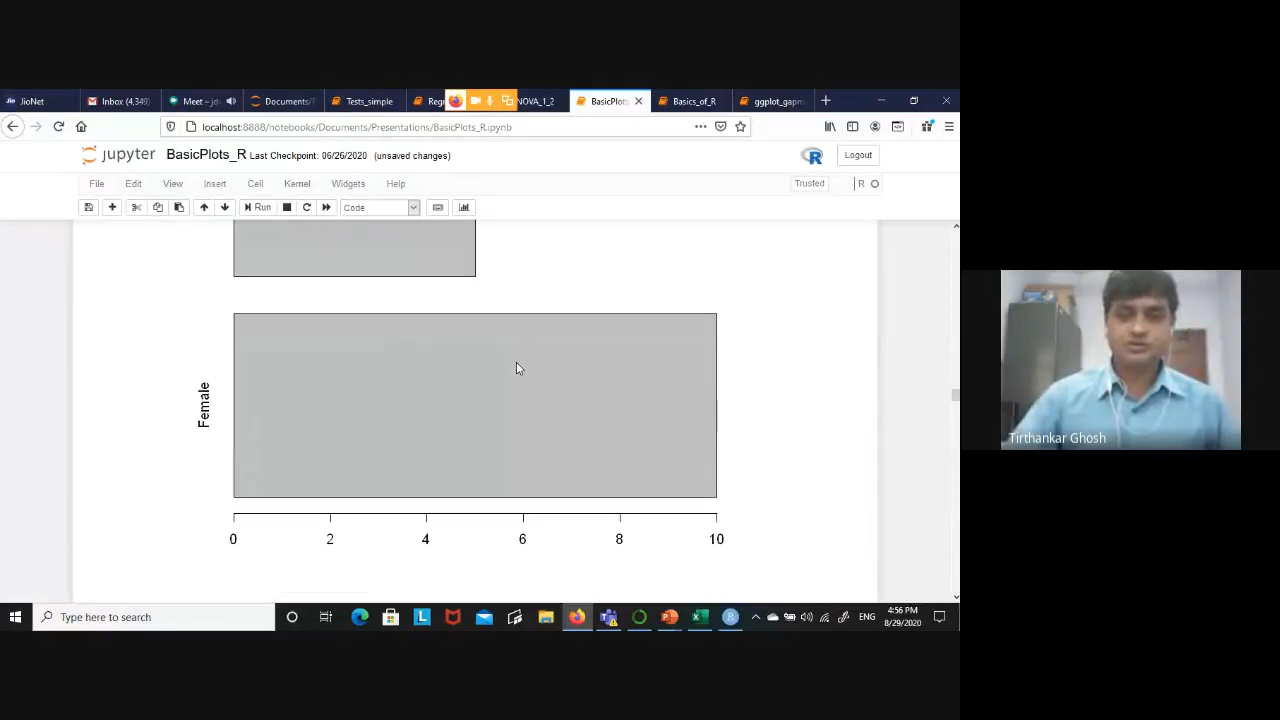 JioNet
Inbox (4,349)
Meet – jd
Documents/
Tests_simple
Reg
NOVA_1_2
BasicPlots
Basics_of_R
ggplot_gapm
localhost:8888/notebooks/Documents/Presentations/BasicPlots_R.ipynb
jupyter BasicPlots_R Last Checkpoint: 06/26/2020 (unsaved changes)
R
Logout
File Edit View Insert Cell Kernel Widgets Help
Trusted
R
Run
Code
Female
0 2 4 6 8 10
Tirthankar Ghosh
Type here to search
L
R
ENG
4:56 PM
8/29/2020